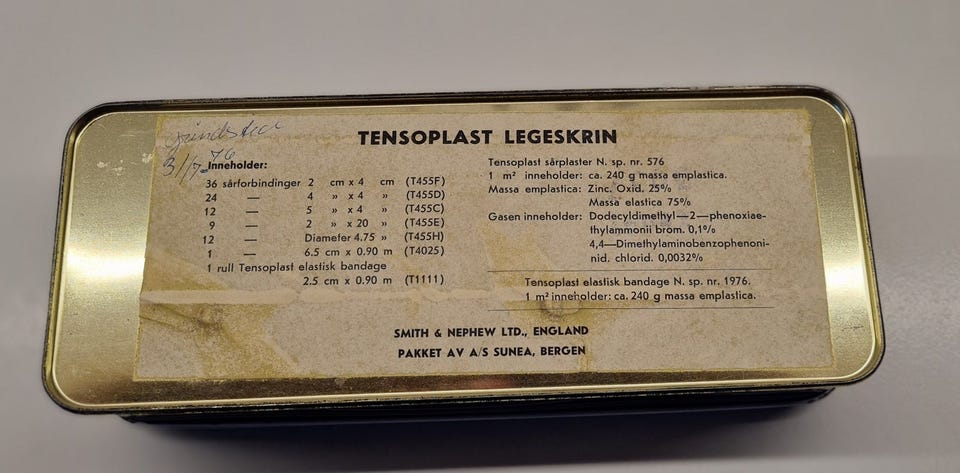 3/7-76
TENSOPLAST LEGESKRIN
Inneholder:
36 sårforbindinger 2 cm x 4 cm (T455F)
24 — 4 » x 4 » (T455D)
12 — 5 » x 4 » (T455C)
9 — 2 » x 20 » (T455E)
12 — Diameter 4.75 » (T455H)
1 — 6.5 cm x 0.90 m (T4025)
1 rull Tensoplast elastisk bandage
2.5 cm x 0.90 m (T1111)
Tensoplast sårplaster N. sp. nr. 576
1 m² inneholder: ca. 240 g massa emplastica.
Massa emplastica: Zinc. Oxid. 25%
Massa elastica 75%
Gasen inneholder: Dodecyldimethyl—2—phenoxiae-
thylammonii brom. 0,1%
4,4—Dimethylaminobenzophenoni-
nid. chlorid. 0,0032%
Tensoplast elastisk bandage N. sp. nr. 1976.
1 m² inneholder: ca. 240 g massa emplastica.
SMITH & NEPHEW LTD., ENGLAND
PAKKET AV A/S SUNEA, BERGEN